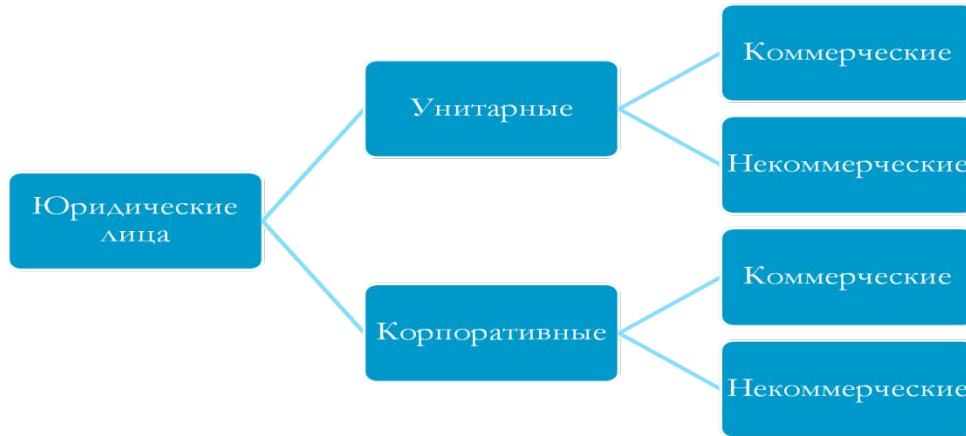 Коммерческие
Унитарные
Некоммерческие
Юридические
лица
Коммерческие
Корпоративные
Некоммерческие